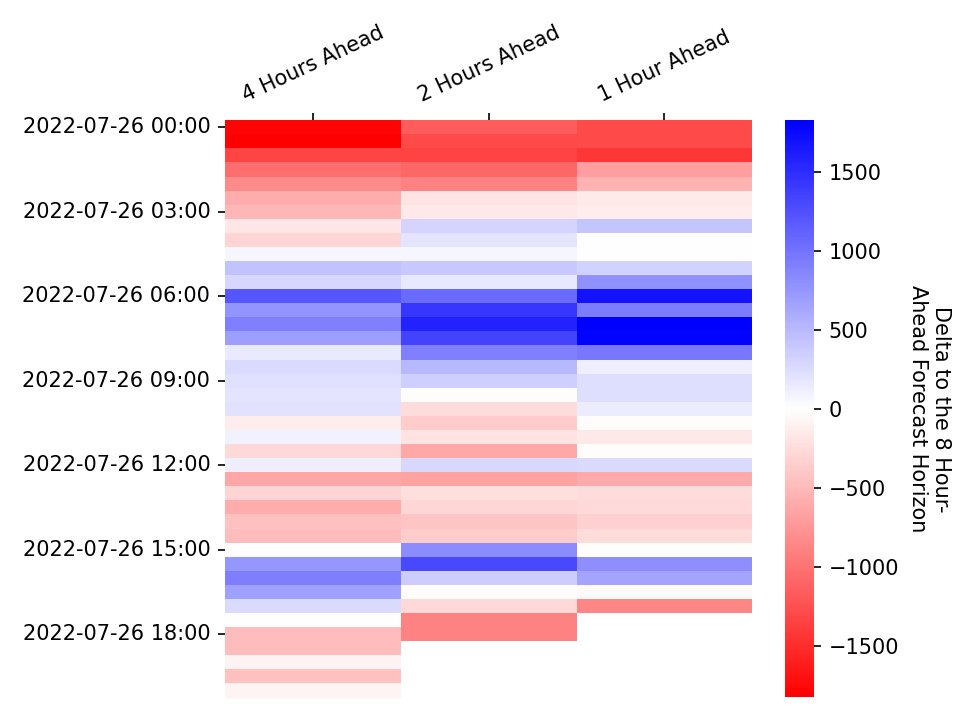 4 Hours Ahead
2 Hours Ahead
1 Hour Ahead
2022-07-26 00:00
2022-07-26 03:00
2022-07-26 06:00
2022-07-26 09:00
2022-07-26 12:00
2022-07-26 15:00
2022-07-26 18:00
1500
1000
500
0
−500
−1000
−1500
Delta to the 8 Hour-
Ahead Forecast Horizon